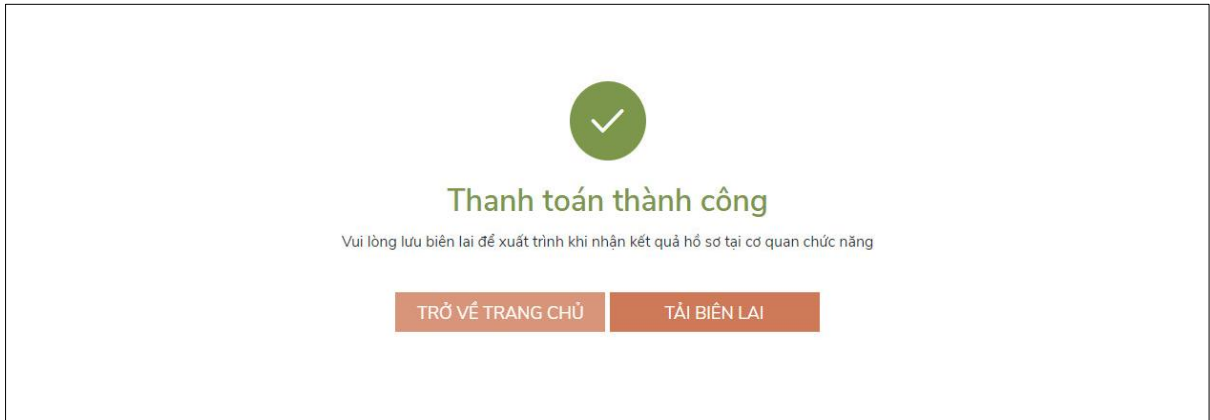 Thanh toán thành công
Vui lòng lưu biên lai để xuất trình khi nhận kết quả hồ sơ tại cơ quan chức năng
TRỞ VỀ TRANG CHỦ
TẢI BIÊN LAI